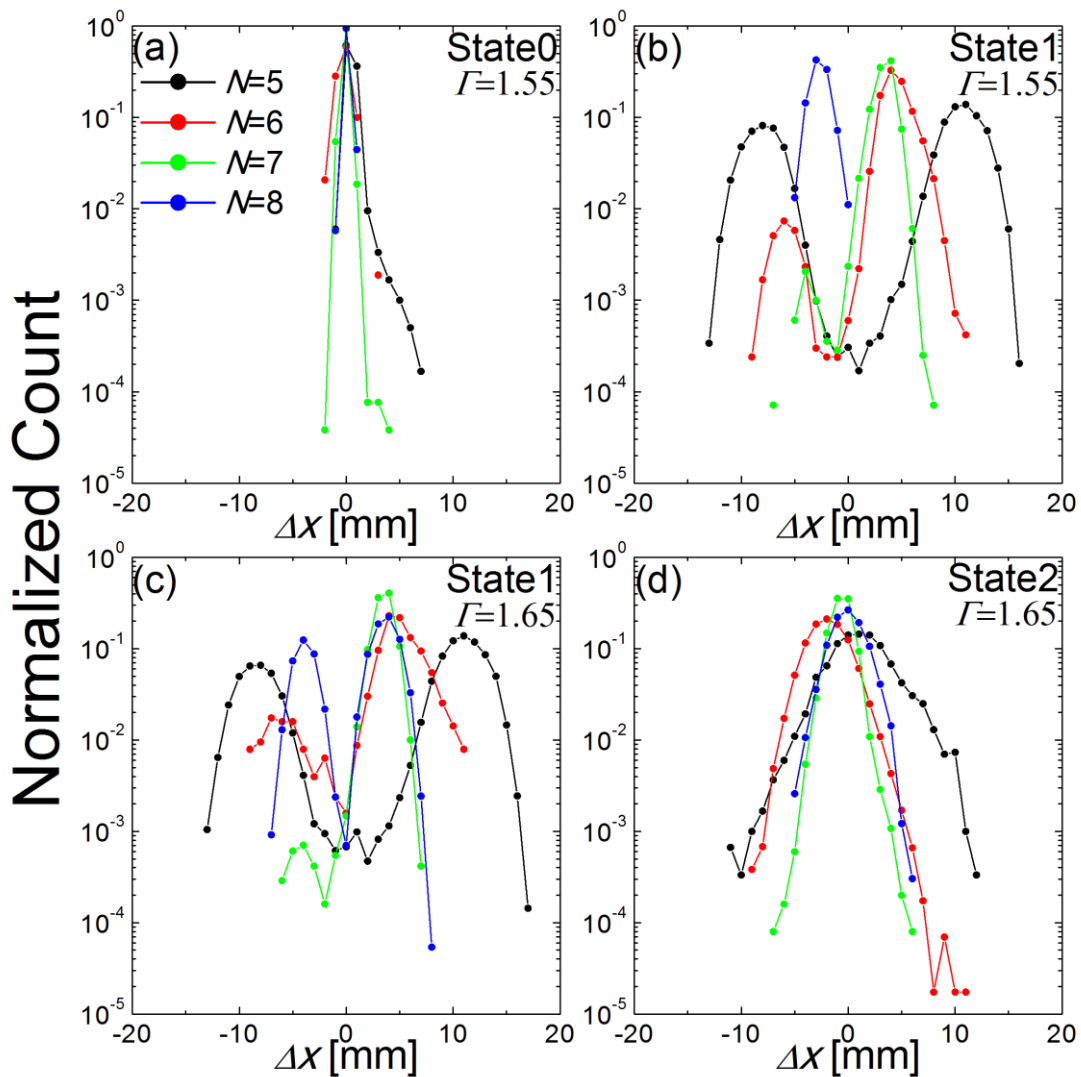 Normalized Count
(a) State0
Γ=1.55
N=5
N=6
N=7
N=8
10^0
10^-1
10^-2
10^-3
10^-4
10^-5
-20 -10 0 10 20
Δx [mm]
(b) State1
Γ=1.55
10^0
10^-1
10^-2
10^-3
10^-4
10^-5
-20 -10 0 10 20
Δx [mm]
(c) State1
Γ=1.65
10^0
10^-1
10^-2
10^-3
10^-4
10^-5
-20 -10 0 10 20
Δx [mm]
(d) State2
Γ=1.65
10^0
10^-1
10^-2
10^-3
10^-4
10^-5
-20 -10 0 10 20
Δx [mm]